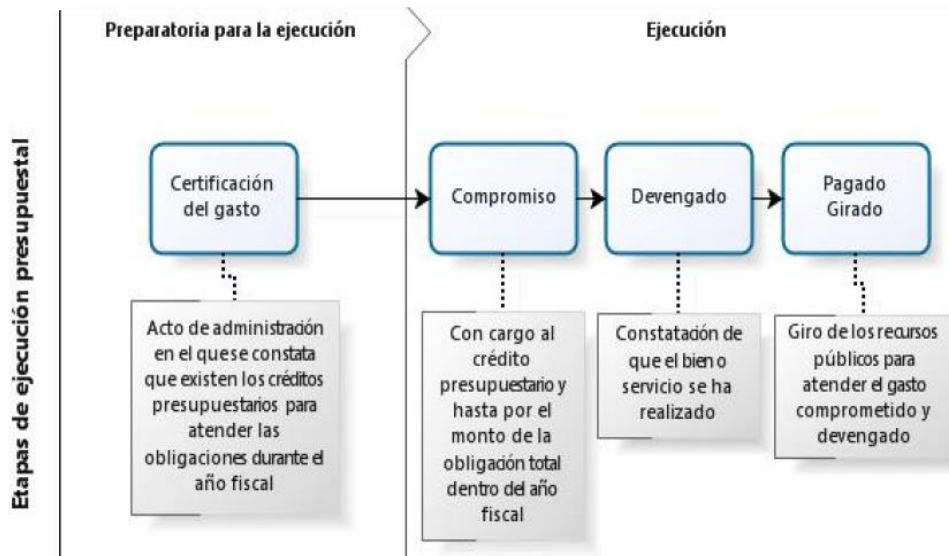 Etapas de ejecución presupuestal
Preparatoria para la ejecución
Ejecución
Certificación
del gasto
Compromiso
Devengado
Pagado
Girado
Acto de administración
en el quese constata
que existen los créditos
presupuestarios para
atender las
obligaciones durante el
año fiscal
Con cargo al
crédito
presupuestario y
hasta por el
monto de la
obligación total
dentro del año
fiscal
Constatación de
que el bien o
servicio se ha
realizado
Giro de los recursos
públicos para
atender el gasto
comprometido y
devengado